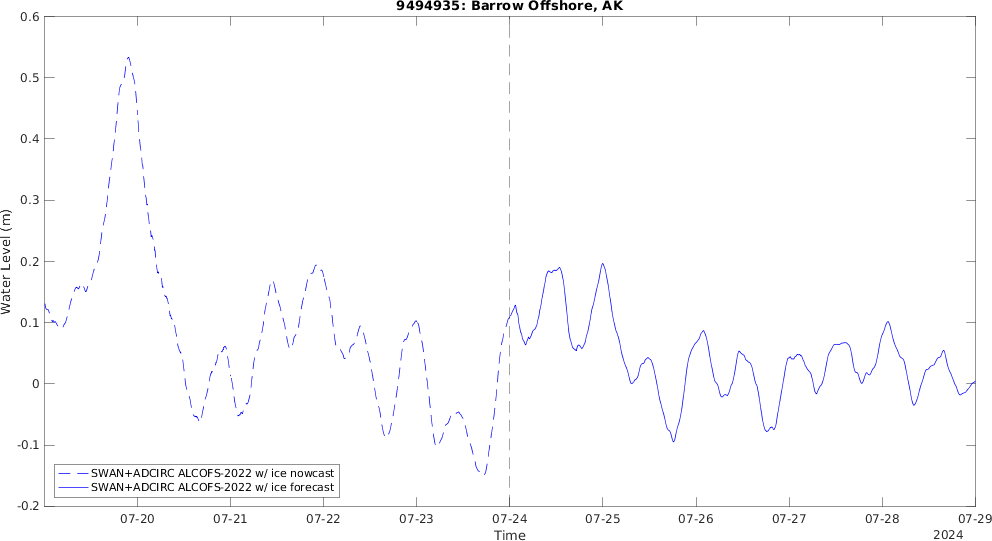 9494935: Barrow Offshore, AK
Water Level (m)
0.6
0.5
0.4
0.3
0.2
0.1
0
-0.1
-0.2
SWAN+ADCIRC ALCOFS-2022 w/ ice nowcast
SWAN+ADCIRC ALCOFS-2022 w/ ice forecast
07-20 07-21 07-22 07-23 07-24 07-25 07-26 07-27 07-28 07-29
Time
2024